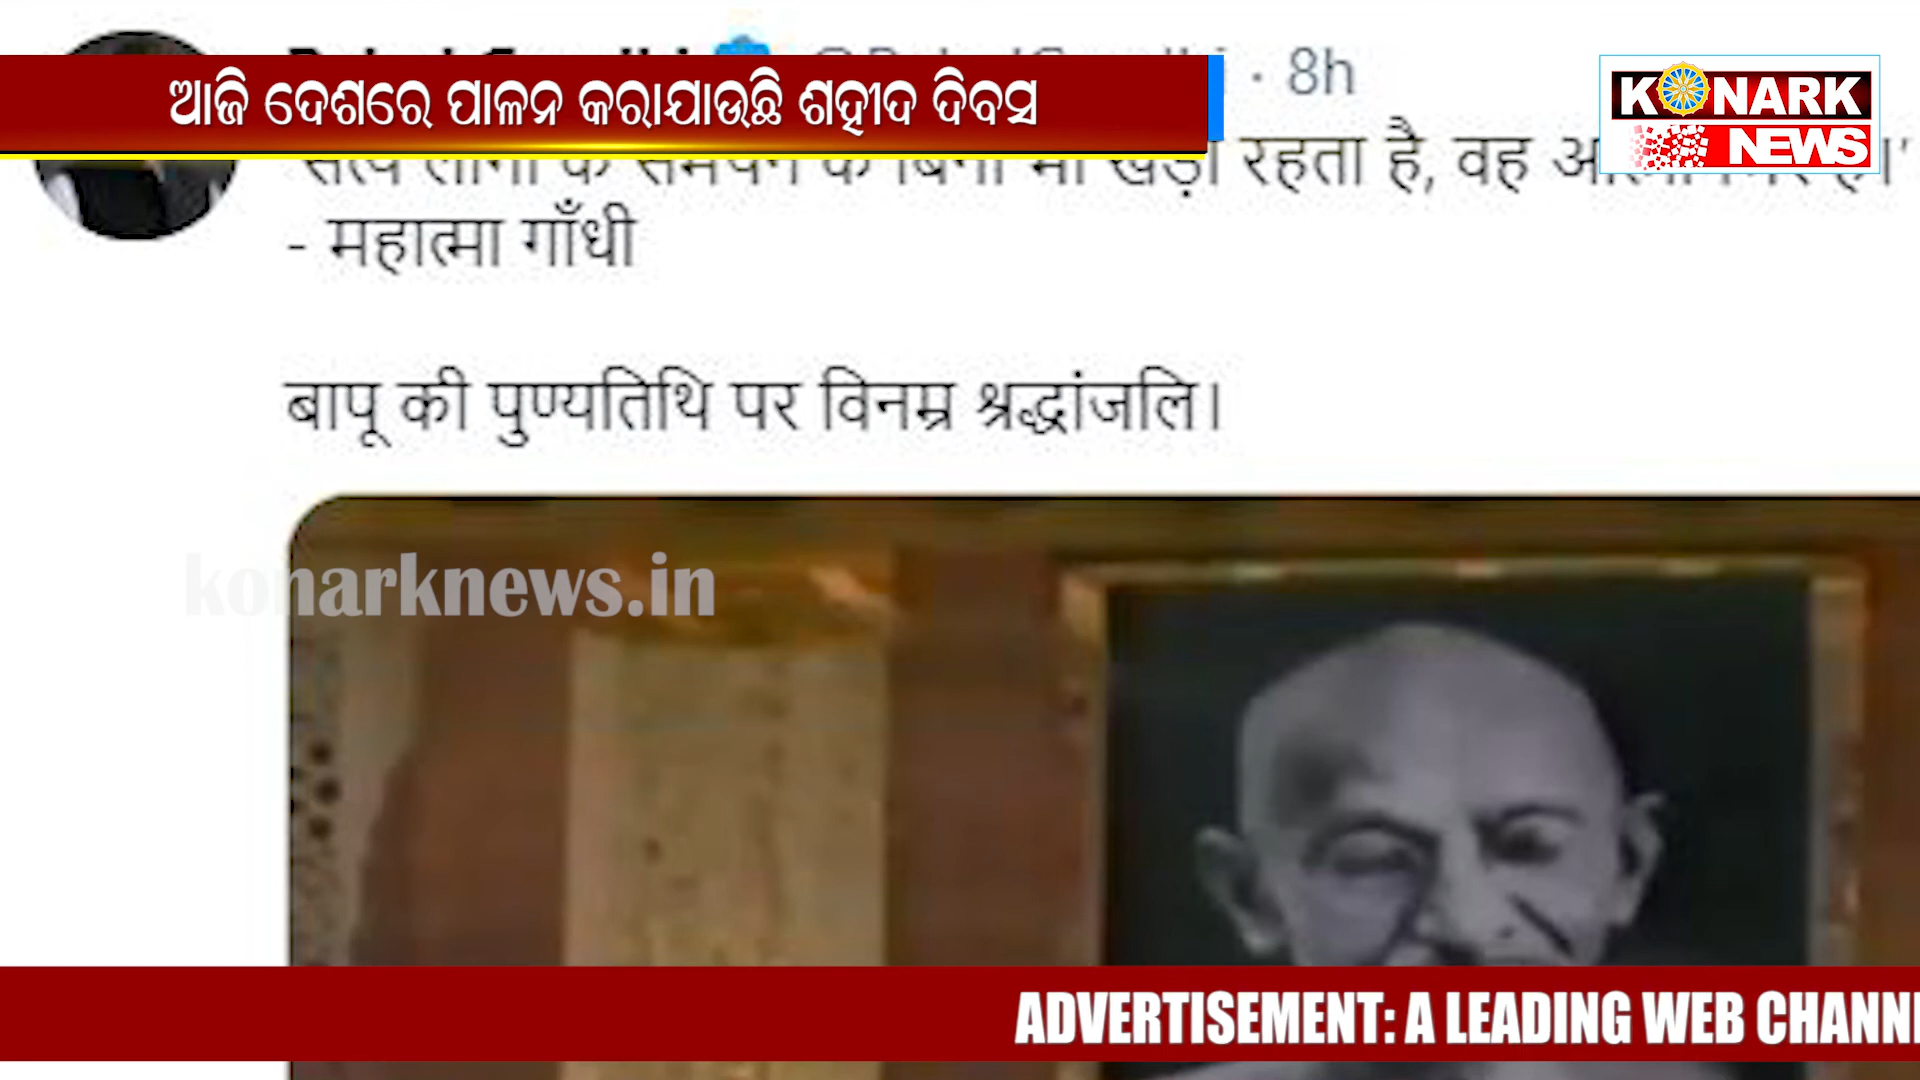 · 8h
ଆଜି ଦେଶରେ ପାଳନ କରାଯାଉଛି ଶହୀଦ ଦିବସ
KONARK
NEWS
रहता है, वह
- महात्मा गाँधी
बापू की पुण्यतिथि पर विनम्र श्रद्धांजलि।
konarknews.in
ADVERTISEMENT: A LEADING WEB CHANN